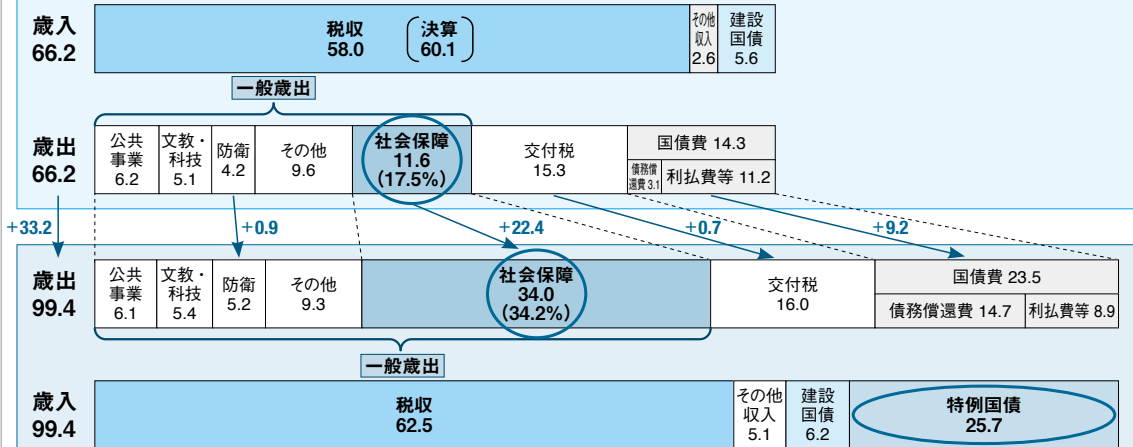 歳入
66.2
税収
58.0
決算
60.1
その他
収入
2.6
建設
国債
5.6
一般歳出
歳出
66.2
公共
事業
6.2
文教・
科技
5.1
防衛
4.2
その他
9.6
社会保障
11.6
(17.5%)
交付税
15.3
国債費 14.3
債務償
還費 3.1
利払費等 11.2
+33.2
+0.9
+22.4
+0.7
+9.2
歳出
99.4
公共
事業
6.1
文教・
科技
5.4
防衛
5.2
その他
9.3
社会保障
34.0
(34.2%)
交付税
16.0
国債費 23.5
債務償還費 14.7
利払費等 8.9
一般歳出
歳入
99.4
税収
62.5
その他
収入
5.1
建設
国債
6.2
特例国債
25.7